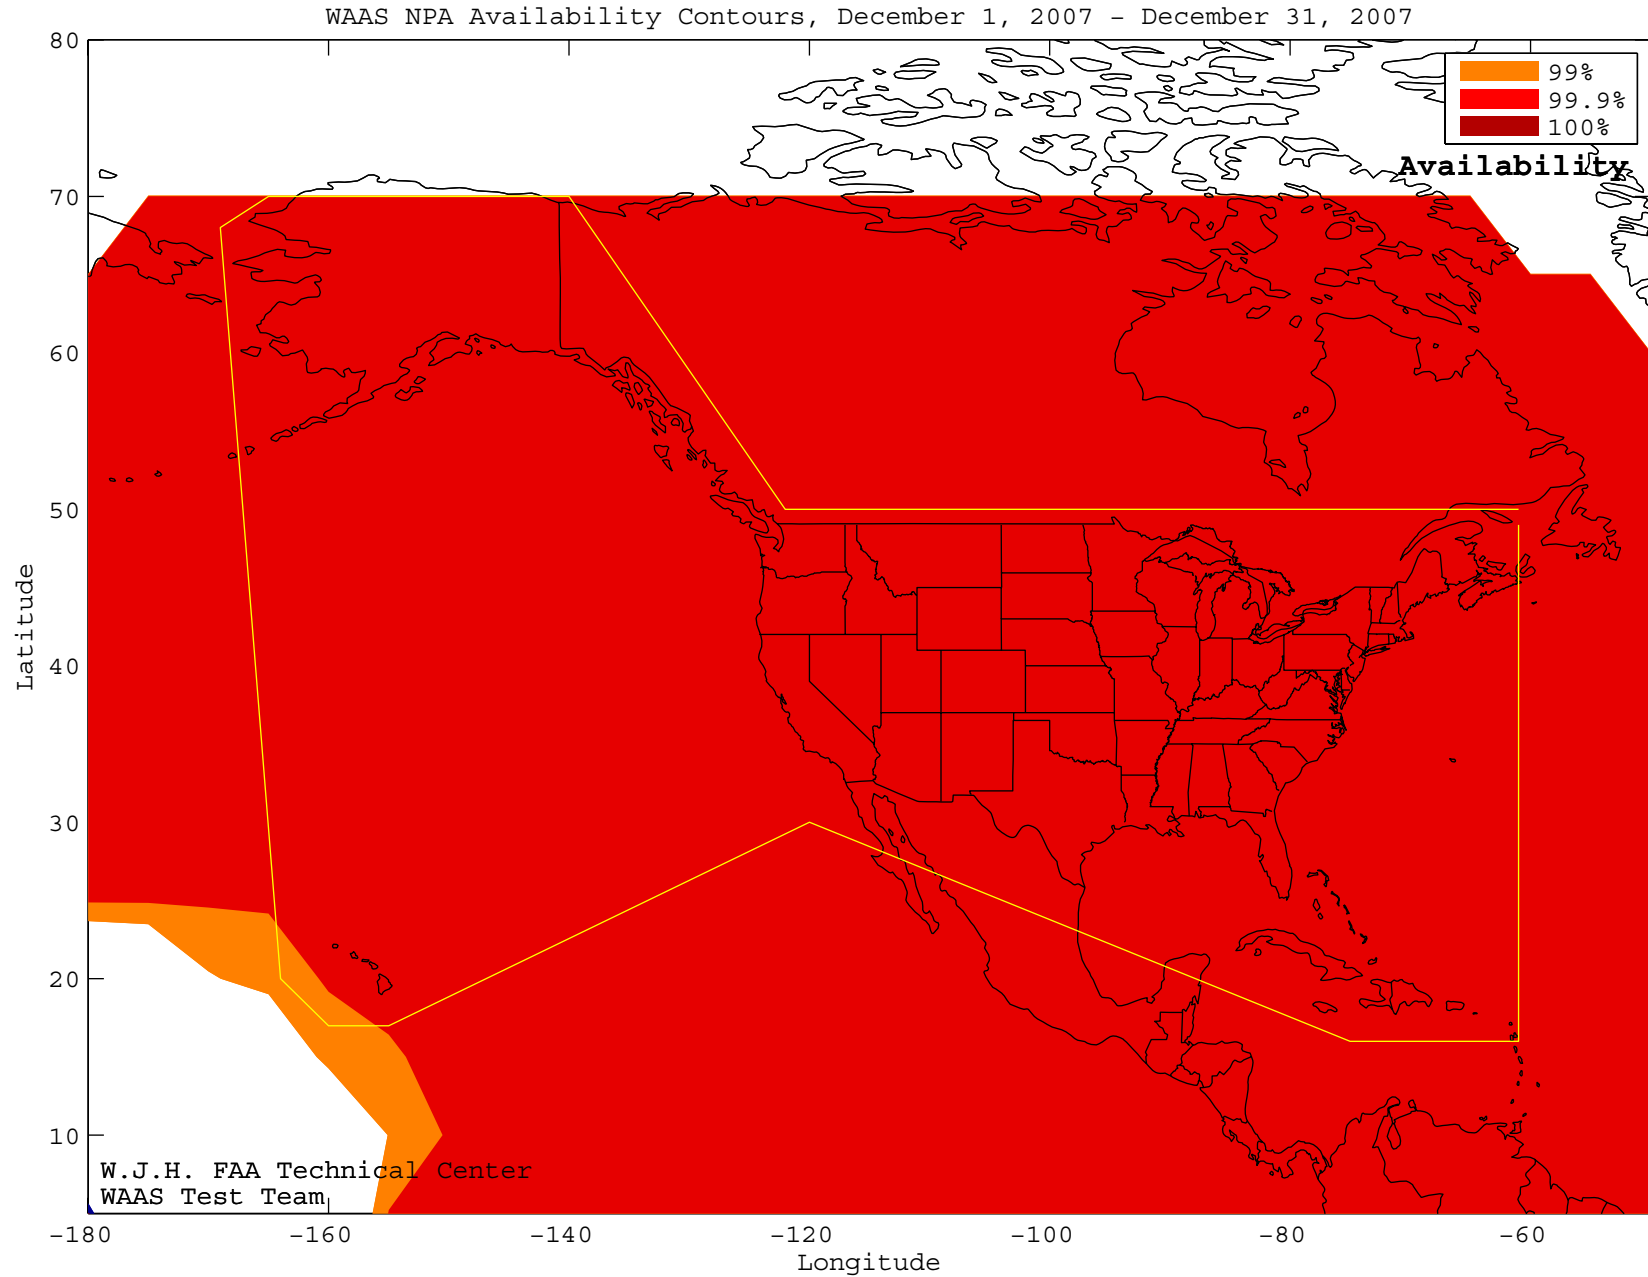 WAAS NPA Availability Contours, December 1, 2007 - December 31, 2007
99%
99.9%
100%
Availability
80
70
60
50
40
30
20
10
Latitude
W.J.H. FAA Technical Center
WAAS Test Team
-180 -160 -140 -120 -100 -80 -60
Longitude